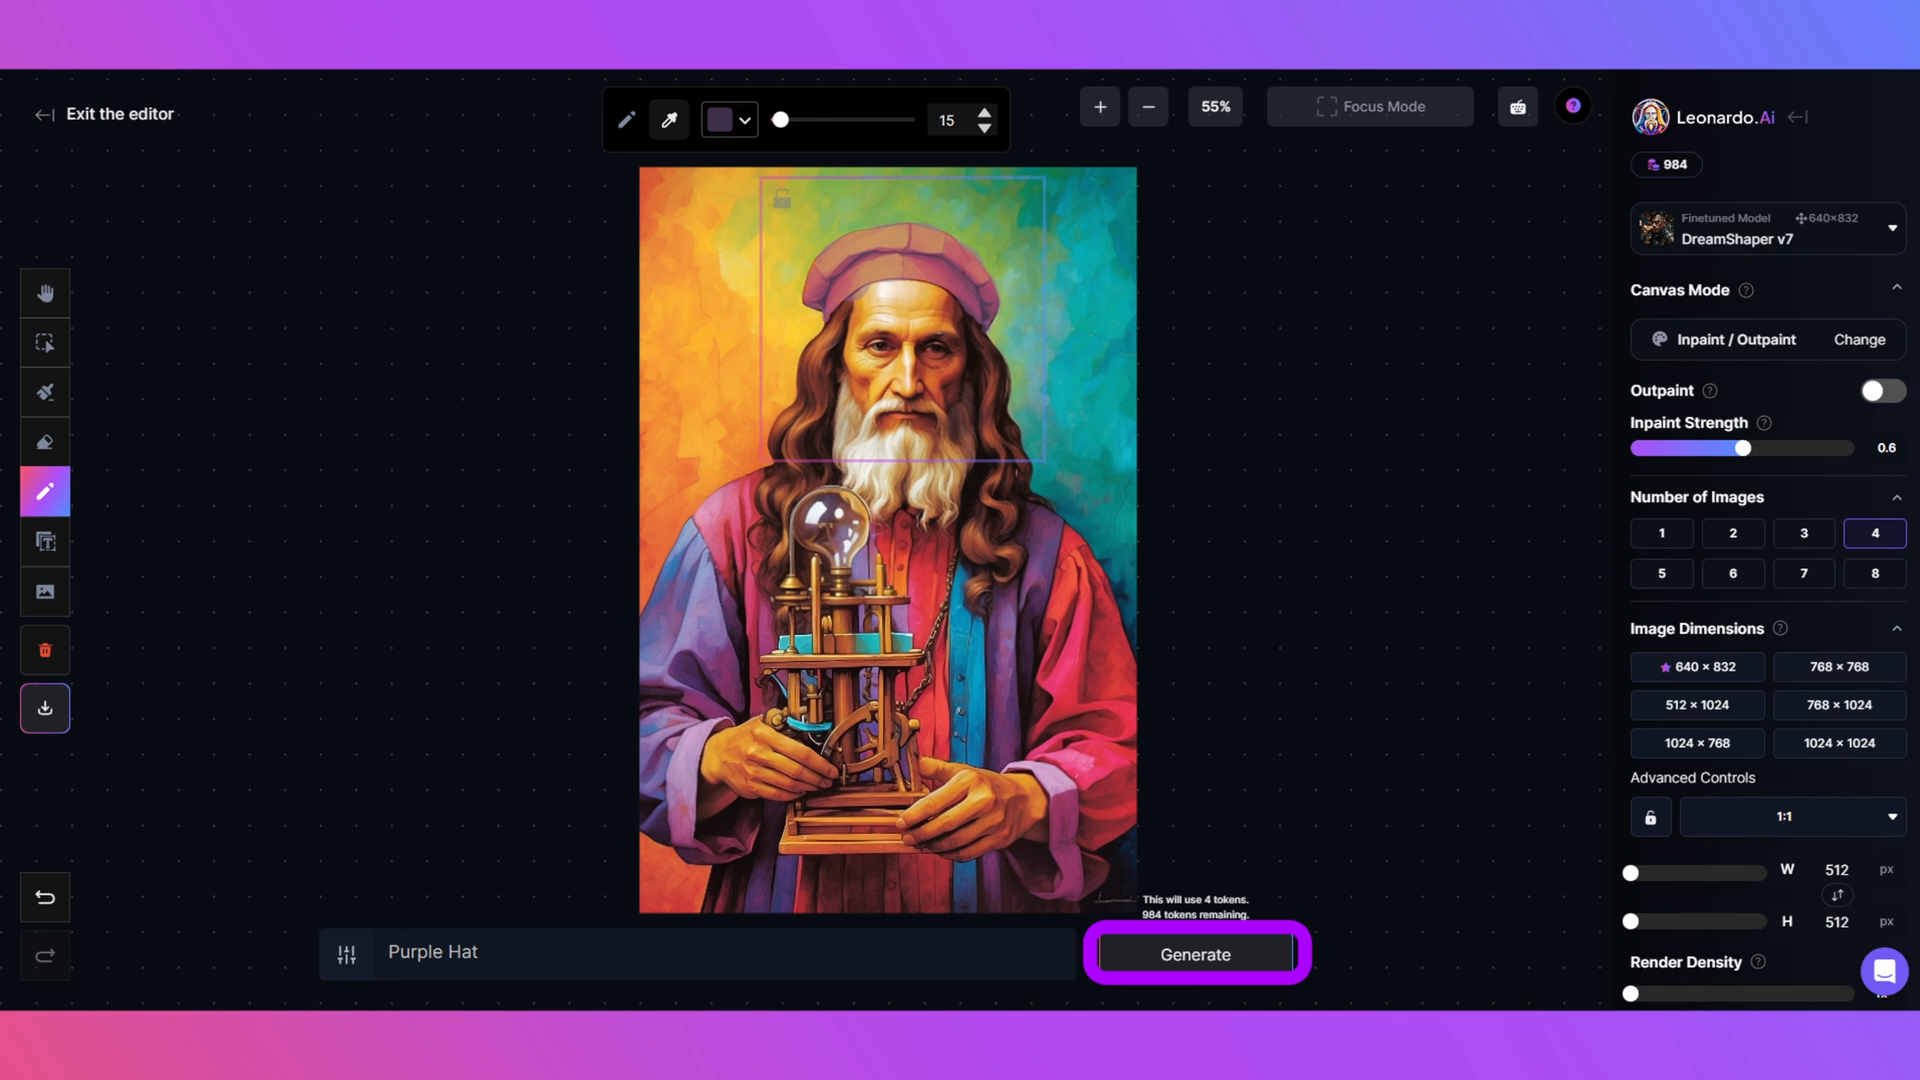 Exit the editor
15
55%
Focus Mode
Leonardo.Ai
984
Finetuned Model 640×832
DreamShaper v7
Canvas Mode
Inpaint / Outpaint Change
Outpaint
Inpaint Strength
0.6
Number of Images
1 2 3 4
5 6 7 8
Image Dimensions
640 × 832 768 × 768
512 × 1024 768 × 1024
1024 × 768 1024 × 1024
Advanced Controls
1:1
W 512 px
H 512 px
Render Density
This will use 4 tokens.
984 tokens remaining.
Purple Hat
Generate